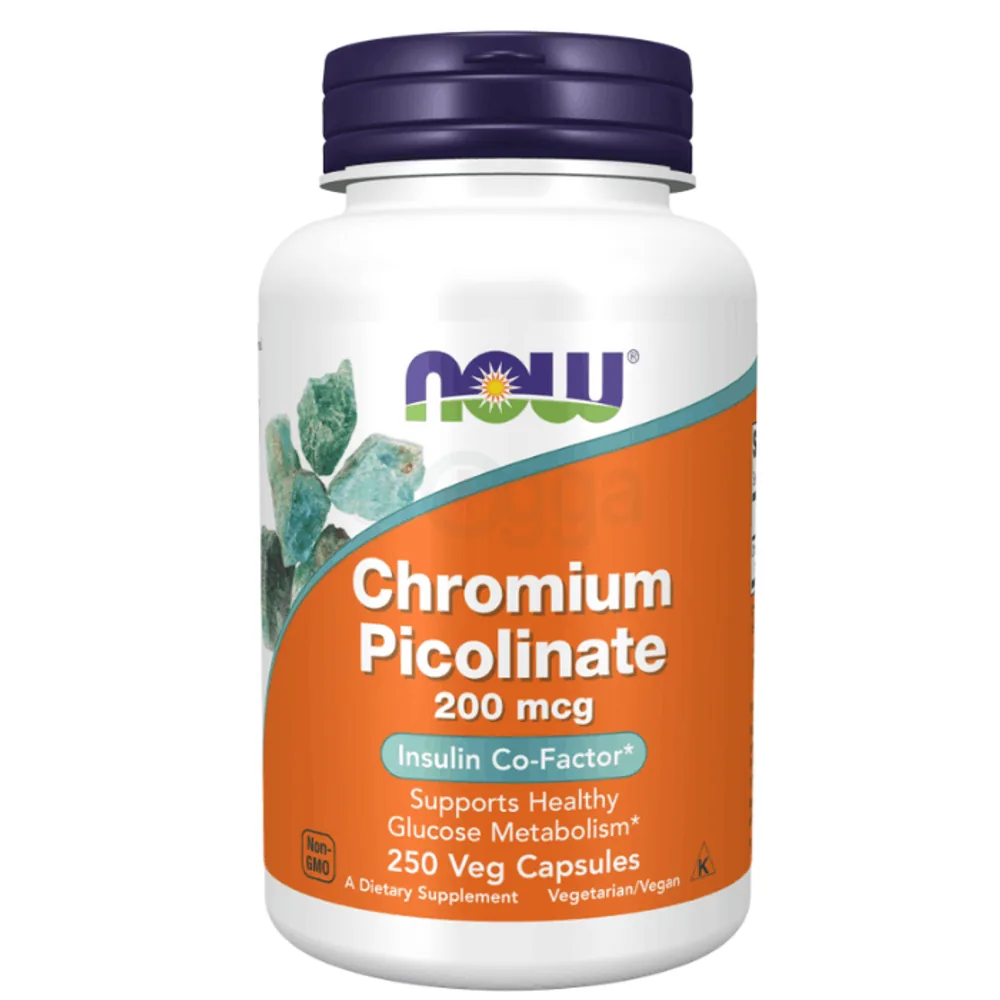 now®
Chromium
Picolinate
200 mcg
Insulin Co-Factor*
Supports Healthy
Glucose Metabolism*
250 Veg Capsules
Non-
GMO
K
A Dietary Supplement
Vegetarian/Vegan